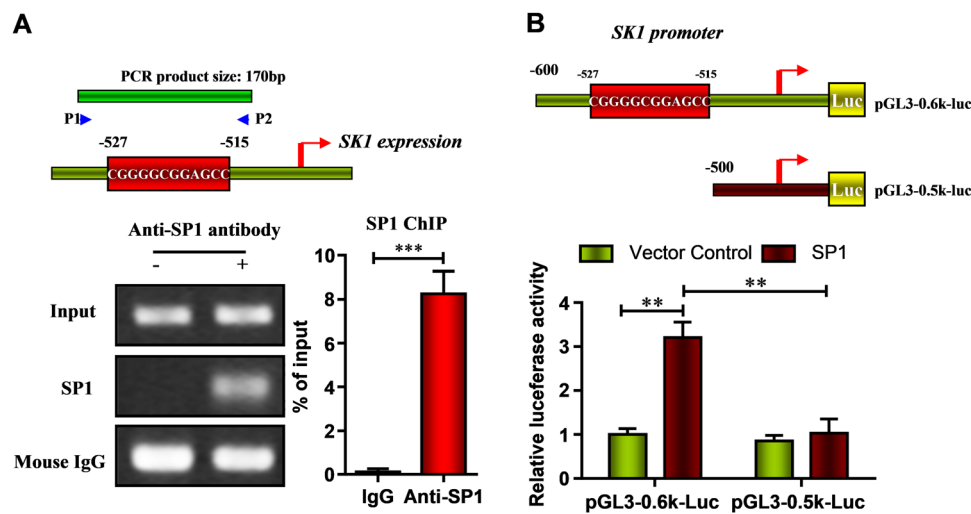 A
PCR product size: 170bp
P1
P2
-527
-515
SK1 expression
CGGGGCGGAGCC
Anti-SP1 antibody
- +
Input
SP1
Mouse IgG
SP1 ChIP
***
% of input
10
8
6
4
2
0
IgG Anti-SP1
B
SK1 promoter
-600
-527
-515
CGGGGCGGAGCC
Luc
pGL3-0.6k-luc
-500
Luc
pGL3-0.5k-luc
Vector Control
SP1
Relative luciferase activity
4
3
2
1
0
**
**
pGL3-0.6k-Luc pGL3-0.5k-Luc